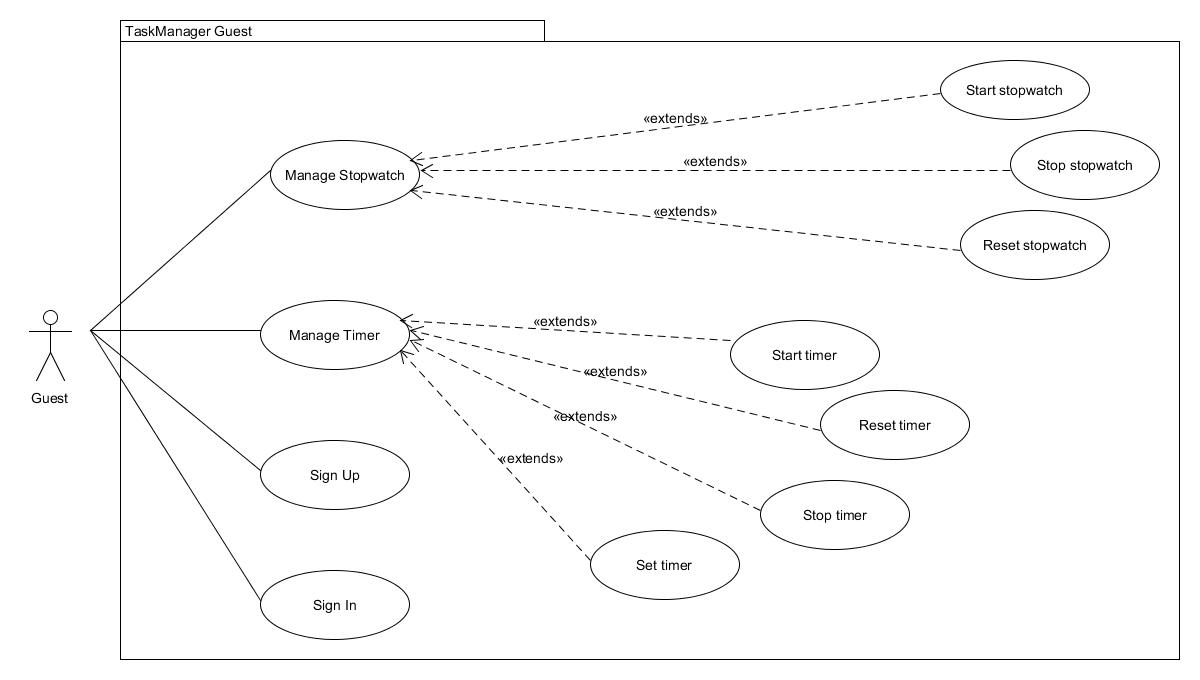 TaskManager Guest
Start stopwatch
«extends»
Stop stopwatch
«extends»
Manage Stopwatch
«extends»
Reset stopwatch
«extends»
Manage Timer
Start timer
«extends»
Guest
«extends»
Reset timer
«extends»
Sign Up
Stop timer
Set timer
Sign In